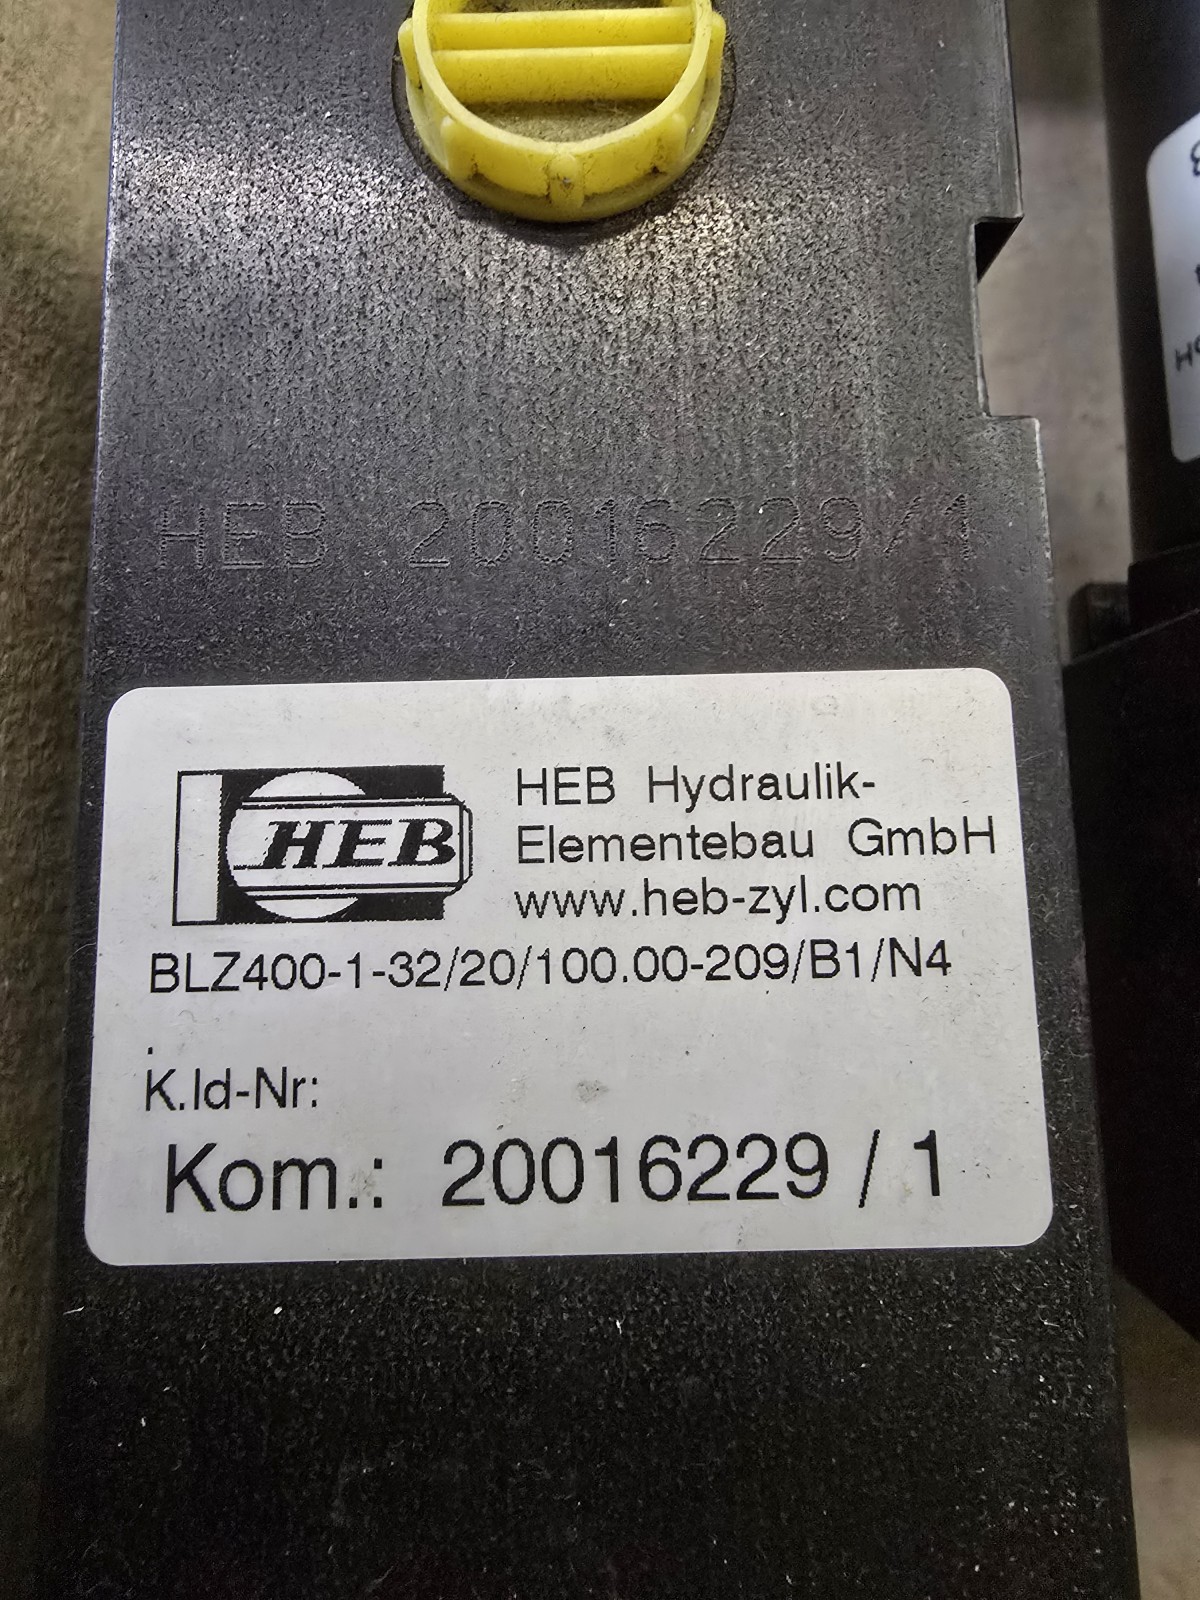 HEB 20016229/1
HEB
HEB Hydraulik-
Elementebau GmbH
www.heb-zyl.com
BLZ400-1-32/20/100.00-209/B1/N4
.
K.Id-Nr:
Kom.: 20016229 / 1